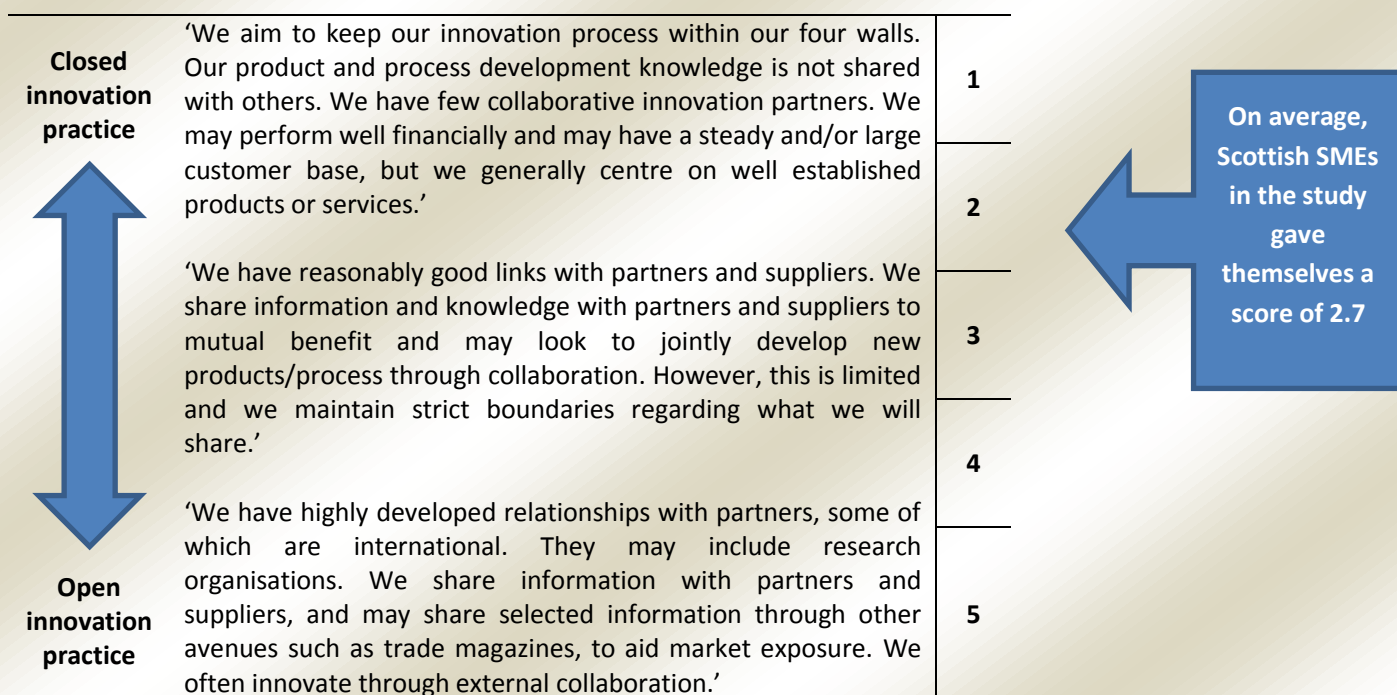 Closed
innovation
practice
‘We aim to keep our innovation process within our four walls.
Our product and process development knowledge is not shared
with others. We have few collaborative innovation partners. We
may perform well financially and may have a steady and/or large
customer base, but we generally centre on well established
products or services.’
1
2
‘We have reasonably good links with partners and suppliers. We
share information and knowledge with partners and suppliers to
mutual benefit and may look to jointly develop new
products/process through collaboration. However, this is limited
and we maintain strict boundaries regarding what we will
share.’
3
4
Open
innovation
practice
‘We have highly developed relationships with partners, some of
which are international. They may include research
organisations. We share information with partners and
suppliers, and may share selected information through other
avenues such as trade magazines, to aid market exposure. We
often innovate through external collaboration.’
5
On average,
Scottish SMEs
in the study
gave
themselves a
score of 2.7